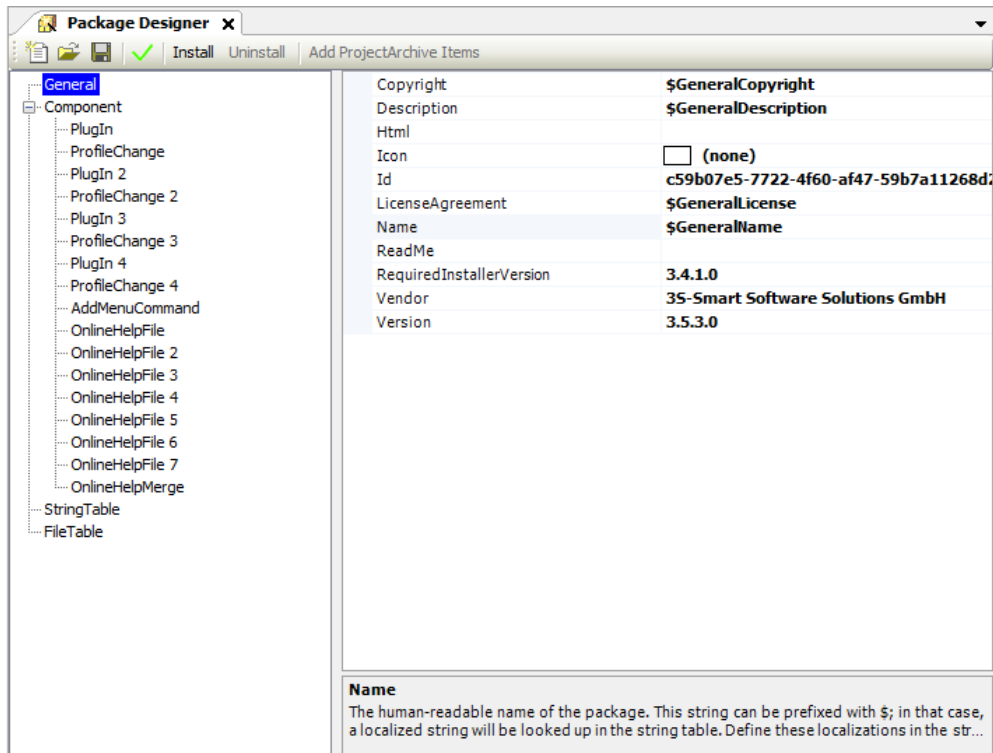 Package Designer X
Install Uninstall Add ProjectArchive Items
General
Component
PlugIn
ProfileChange
PlugIn 2
ProfileChange 2
PlugIn 3
ProfileChange 3
PlugIn 4
ProfileChange 4
AddMenuCommand
OnlineHelpFile
OnlineHelpFile 2
OnlineHelpFile 3
OnlineHelpFile 4
OnlineHelpFile 5
OnlineHelpFile 6
OnlineHelpFile 7
OnlineHelpMerge
StringTable
FileTable
Copyright $GeneralCopyright
Description $GeneralDescription
Html
Icon (none)
Id c59b07e5-7722-4f60-af47-59b7a11268d2
LicenseAgreement $GeneralLicense
Name $GeneralName
ReadMe
RequiredInstallerVersion 3.4.1.0
Vendor 3S-Smart Software Solutions GmbH
Version 3.5.3.0
Name
The human-readable name of the package. This string can be prefixed with $; in that case,
a localized string will be looked up in the string table. Define these localizations in the str...